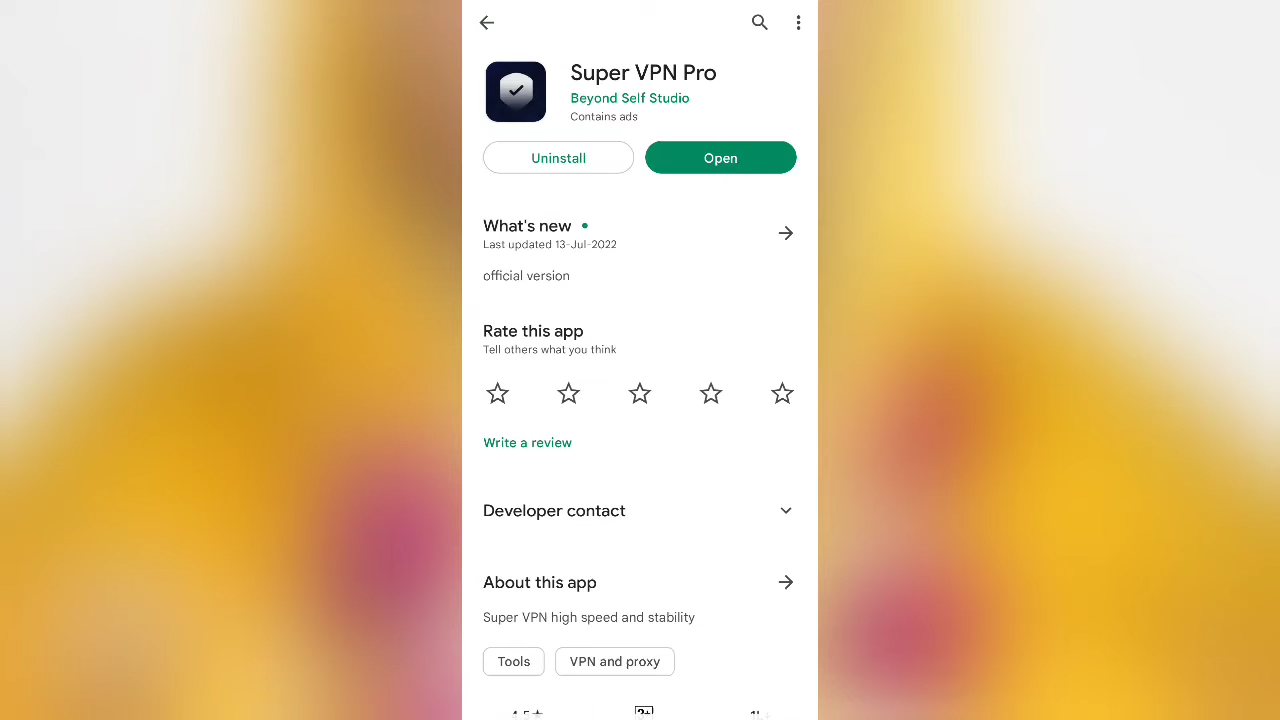 Super VPN Pro
Beyond Self Studio
Contains ads
Uninstall
Open
What's new
Last updated 13-Jul-2022
official version
Rate this app
Tell others what you think
Write a review
Developer contact
About this app
Super VPN high speed and stability
Tools
VPN and proxy